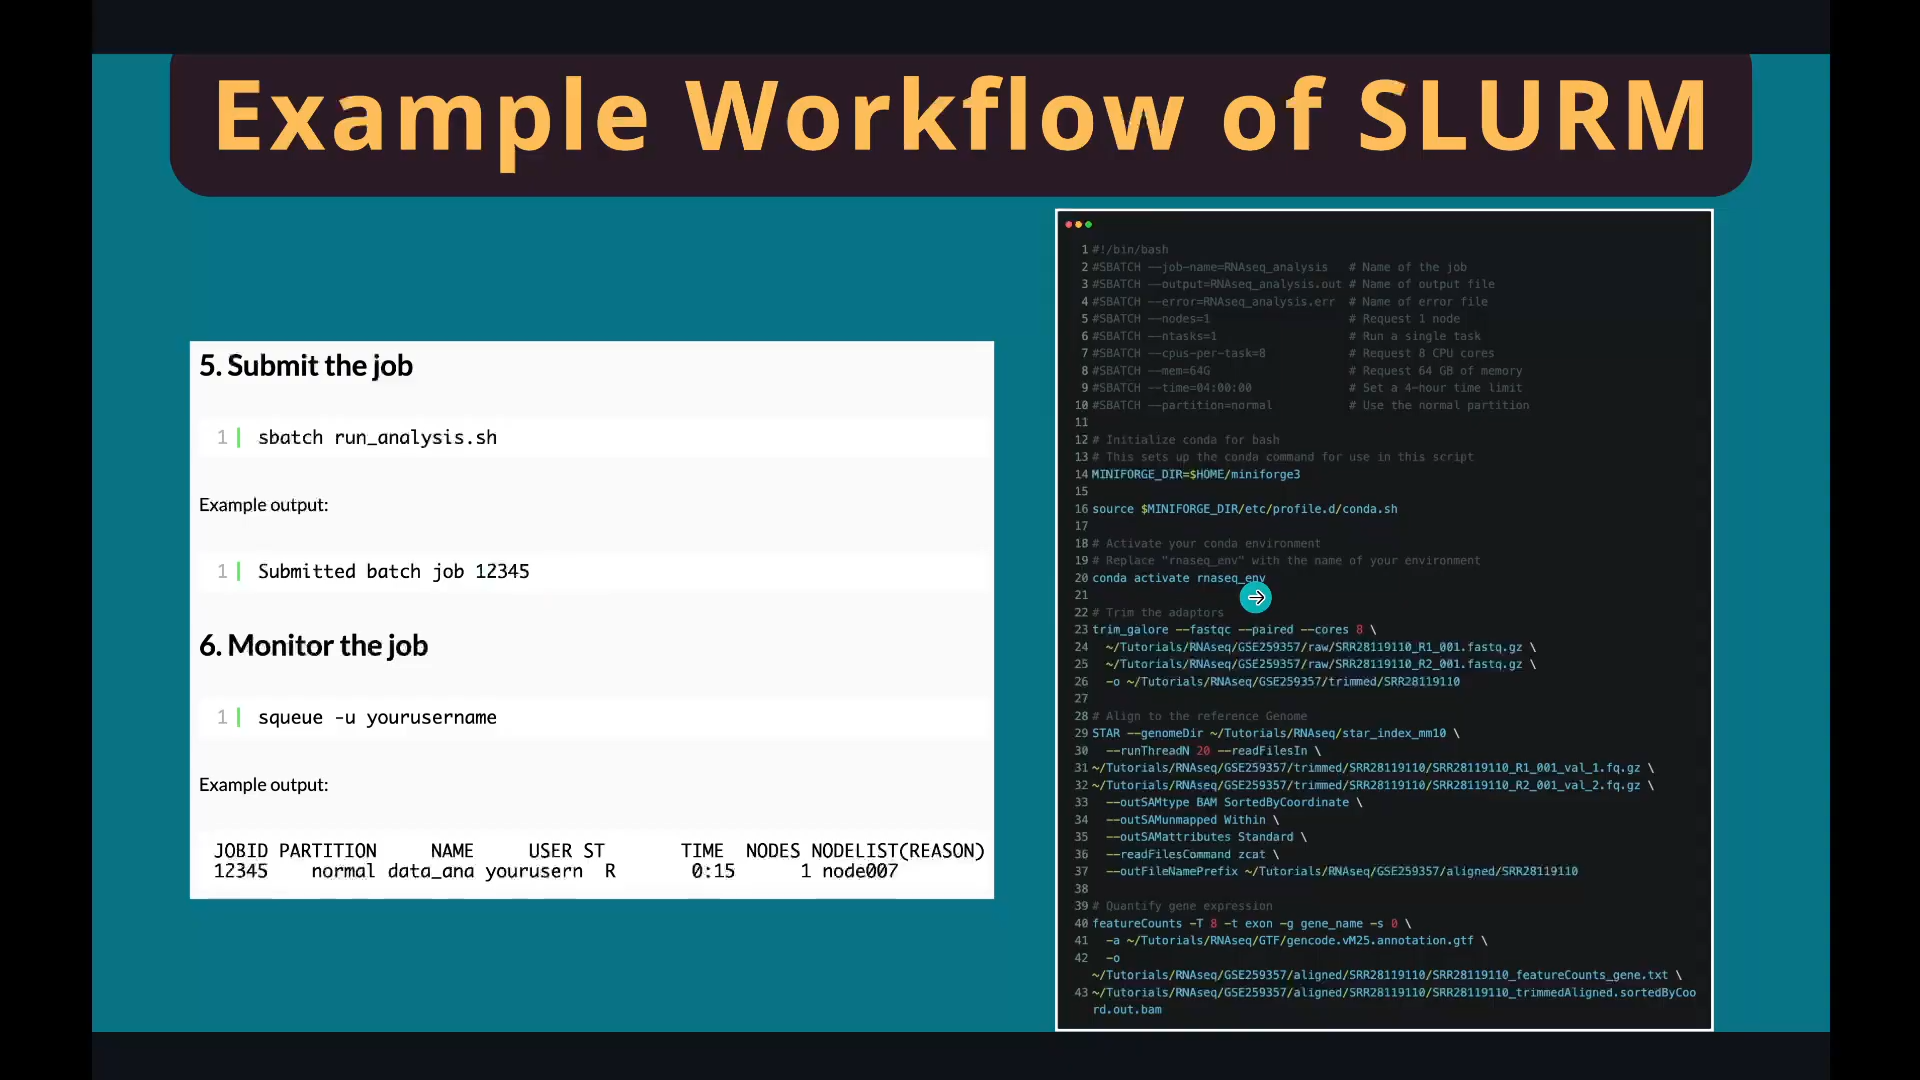 Example Workflow of SLURM
5. Submit the job
1 sbatch run_analysis.sh
Example output:
1 Submitted batch job 12345
6. Monitor the job
1 squeue -u yourusername
Example output:
JOBID PARTITION NAME USER ST TIME NODES NODELIST(REASON)
12345 normal data_ana yourusern R 0:15 1 node007
1 #!/bin/bash
2 #SBATCH --job-name=RNAseq_analysis # Name of the job
3 #SBATCH --output=RNAseq_analysis.out # Name of output file
4 #SBATCH --error=RNAseq_analysis.err # Name of error file
5 #SBATCH --nodes=1 # Request 1 node
6 #SBATCH --ntasks=1 # Run a single task
7 #SBATCH --cpus-per-task=8 # Request 8 CPU cores
8 #SBATCH --mem=64G # Request 64 GB of memory
9 #SBATCH --time=04:00:00 # Set a 4-hour time limit
10 #SBATCH --partition=normal # Use the normal partition
11
12 # Initialize conda for bash
13 # This sets up the conda command for use in this script
14 MINIFORGE_DIR=$HOME/miniforge3
15
16 source $MINIFORGE_DIR/etc/profile.d/conda.sh
17
18 # Activate your conda environment
19 # Replace "rnaseq_env" with the name of your environment
20 conda activate rnaseq_env
21
22 # Trim the adaptors
23 trim_galore --fastqc --paired --cores 8 \
24 ~/Tutorials/RNAseq/GSE259357/raw/SRR28119110_R1_001.fastq.gz \
25 ~/Tutorials/RNAseq/GSE259357/raw/SRR28119110_R2_001.fastq.gz \
26 -o ~/Tutorials/RNAseq/GSE259357/trimmed/SRR28119110
27
28 # Align to the reference Genome
29 STAR --genomeDir ~/Tutorials/RNAseq/star_index_mm10 \
30 --runThreadN 20 --readFilesIn \
31 ~/Tutorials/RNAseq/GSE259357/trimmed/SRR28119110/SRR28119110_R1_001_val_1.fq.gz \
32 ~/Tutorials/RNAseq/GSE259357/trimmed/SRR28119110/SRR28119110_R2_001_val_2.fq.gz \
33 --outSAMtype BAM SortedByCoordinate \
34 --outSAMunmapped Within \
35 --outSAMattributes Standard \
36 --readFilesCommand zcat \
37 --outFileNamePrefix ~/Tutorials/RNAseq/GSE259357/aligned/SRR28119110
38
39 # Quantify gene expression
40 featureCounts -T 8 -t exon -g gene_name -s 0 \
41 -a ~/Tutorials/RNAseq/GTF/gencode.vM25.annotation.gtf \
42 -o
~/Tutorials/RNAseq/GSE259357/aligned/SRR28119110/SRR28119110_featureCounts_gene.txt \
43 ~/Tutorials/RNAseq/GSE259357/aligned/SRR28119110/SRR28119110_trimmedAligned.sortedByCoo
rd.out.bam